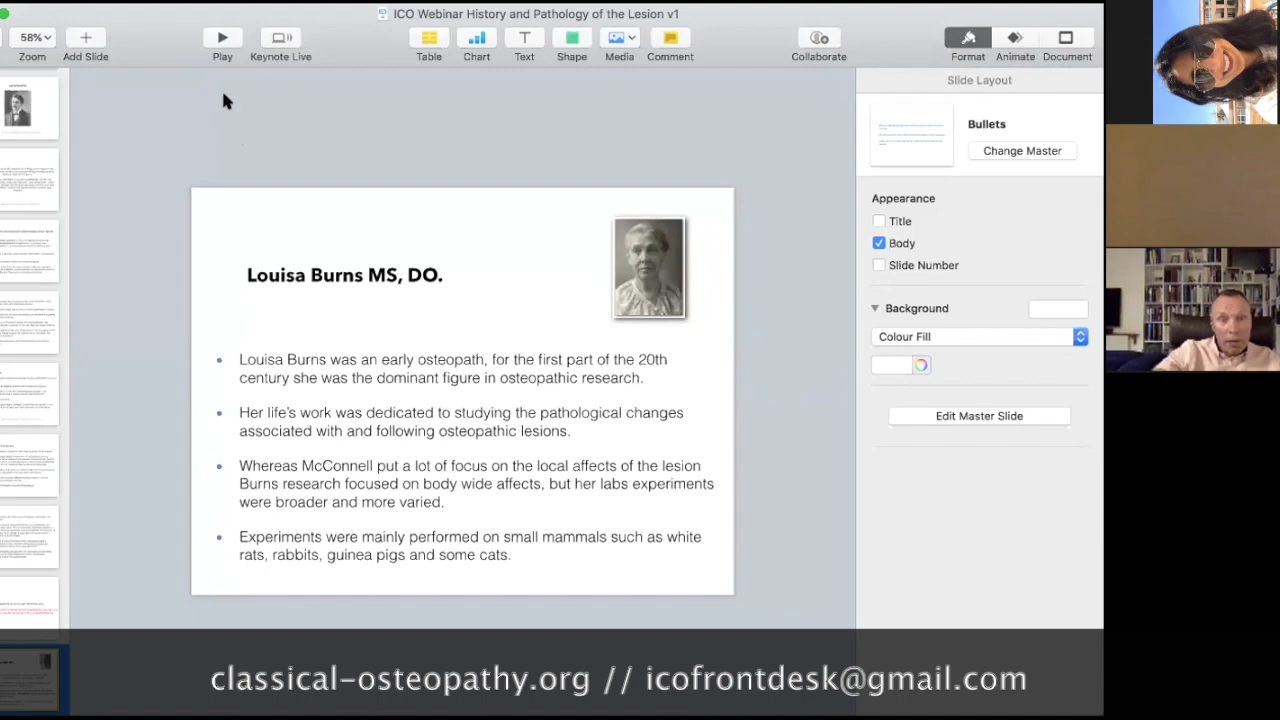 ICO Webinar History and Pathology of the Lesion v1
58%
Zoom
Add Slide
Play
Keynote Live
Table
Chart
Text
Shape
Media
Comment
Collaborate
Format
Animate
Document
Slide Layout
Bullets
Change Master
Appearance
Title
Body
Slide Number
Background
Colour Fill
Edit Master Slide
Louisa Burns MS, DO.
• Louisa Burns was an early osteopath, for the first part of the 20th
century she was the dominant figure in osteopathic research.
• Her life's work was dedicated to studying the pathological changes
associated with and following osteopathic lesions.
• Whereas McConnell put a lot of focus on the local affects of the lesion
Burns research focused on body wide affects, but her labs experiments
were broader and more varied.
• Experiments were mainly performed on small mammals such as white
rats, rabbits, guinea pigs and some cats.
classical-osteopathy.org // icofrontdesk@gmail.com